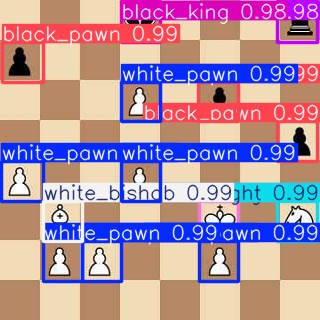 black_king 0.98 .98
black_pawn 0.99
white_pawn 0.99 99
black_pawn 0.99
white_pawn white_pawn 0.99
white_bishop 0.99 ght 0.99
white_pawn 0.99 awn 0.99